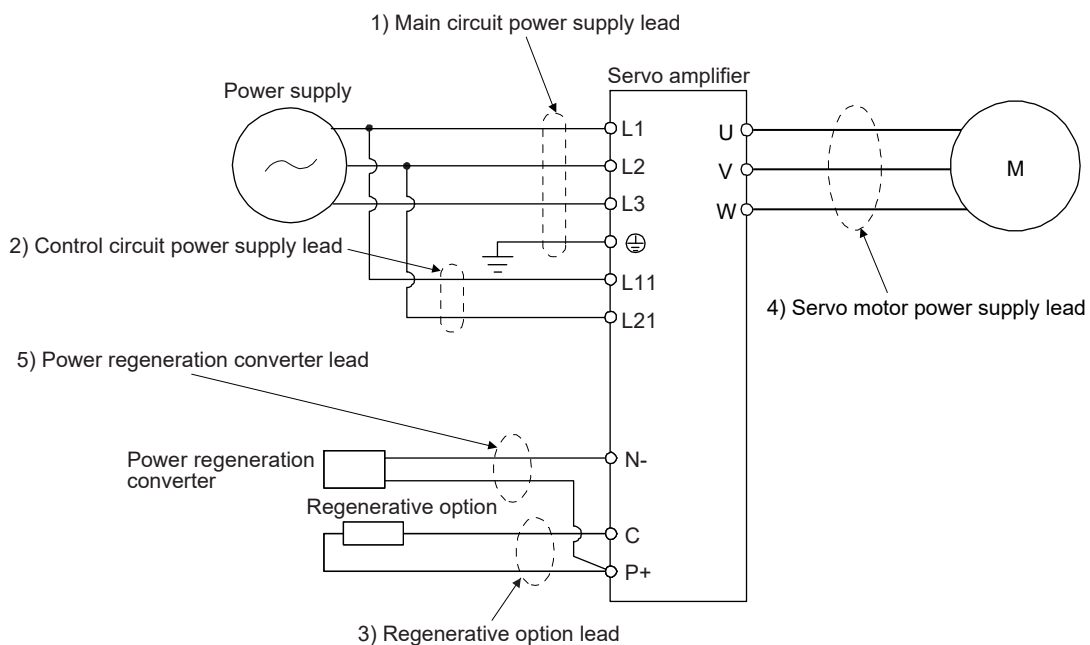 1) Main circuit power supply lead
Servo amplifier
Power supply
L1
U
L2
V
M
L3
W
2) Control circuit power supply lead
L11
4) Servo motor power supply lead
L21
5) Power regeneration converter lead
Power regeneration
converter
N-
Regenerative option
C
P+
3) Regenerative option lead